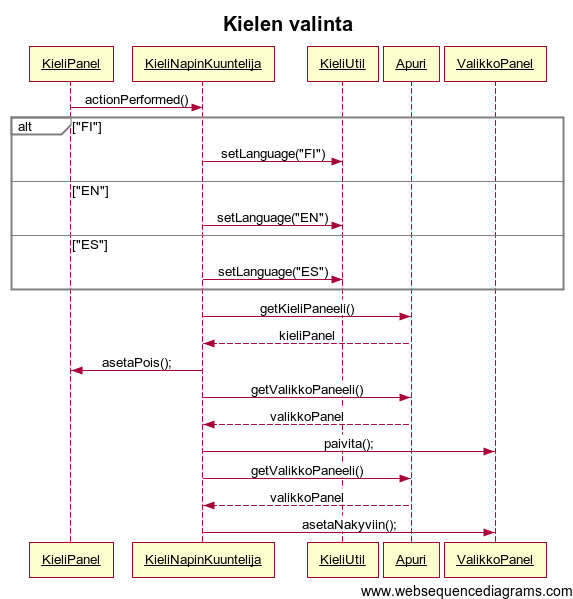 Kielen valinta
KieliPanel KieliNapinKuuntelija KieliUtil Apuri ValikkoPanel
actionPerformed()
alt ["FI"]
setLanguage("FI")
["EN"]
setLanguage("EN")
["ES"]
setLanguage("ES")
getKieliPaneeli()
kieliPanel
asetaPois();
getValikkoPaneeli()
valikkoPanel
paivita();
getValikkoPaneeli()
valikkoPanel
asetaNakyviin();
KieliPanel KieliNapinKuuntelija KieliUtil Apuri ValikkoPanel
www.websequencediagrams.com